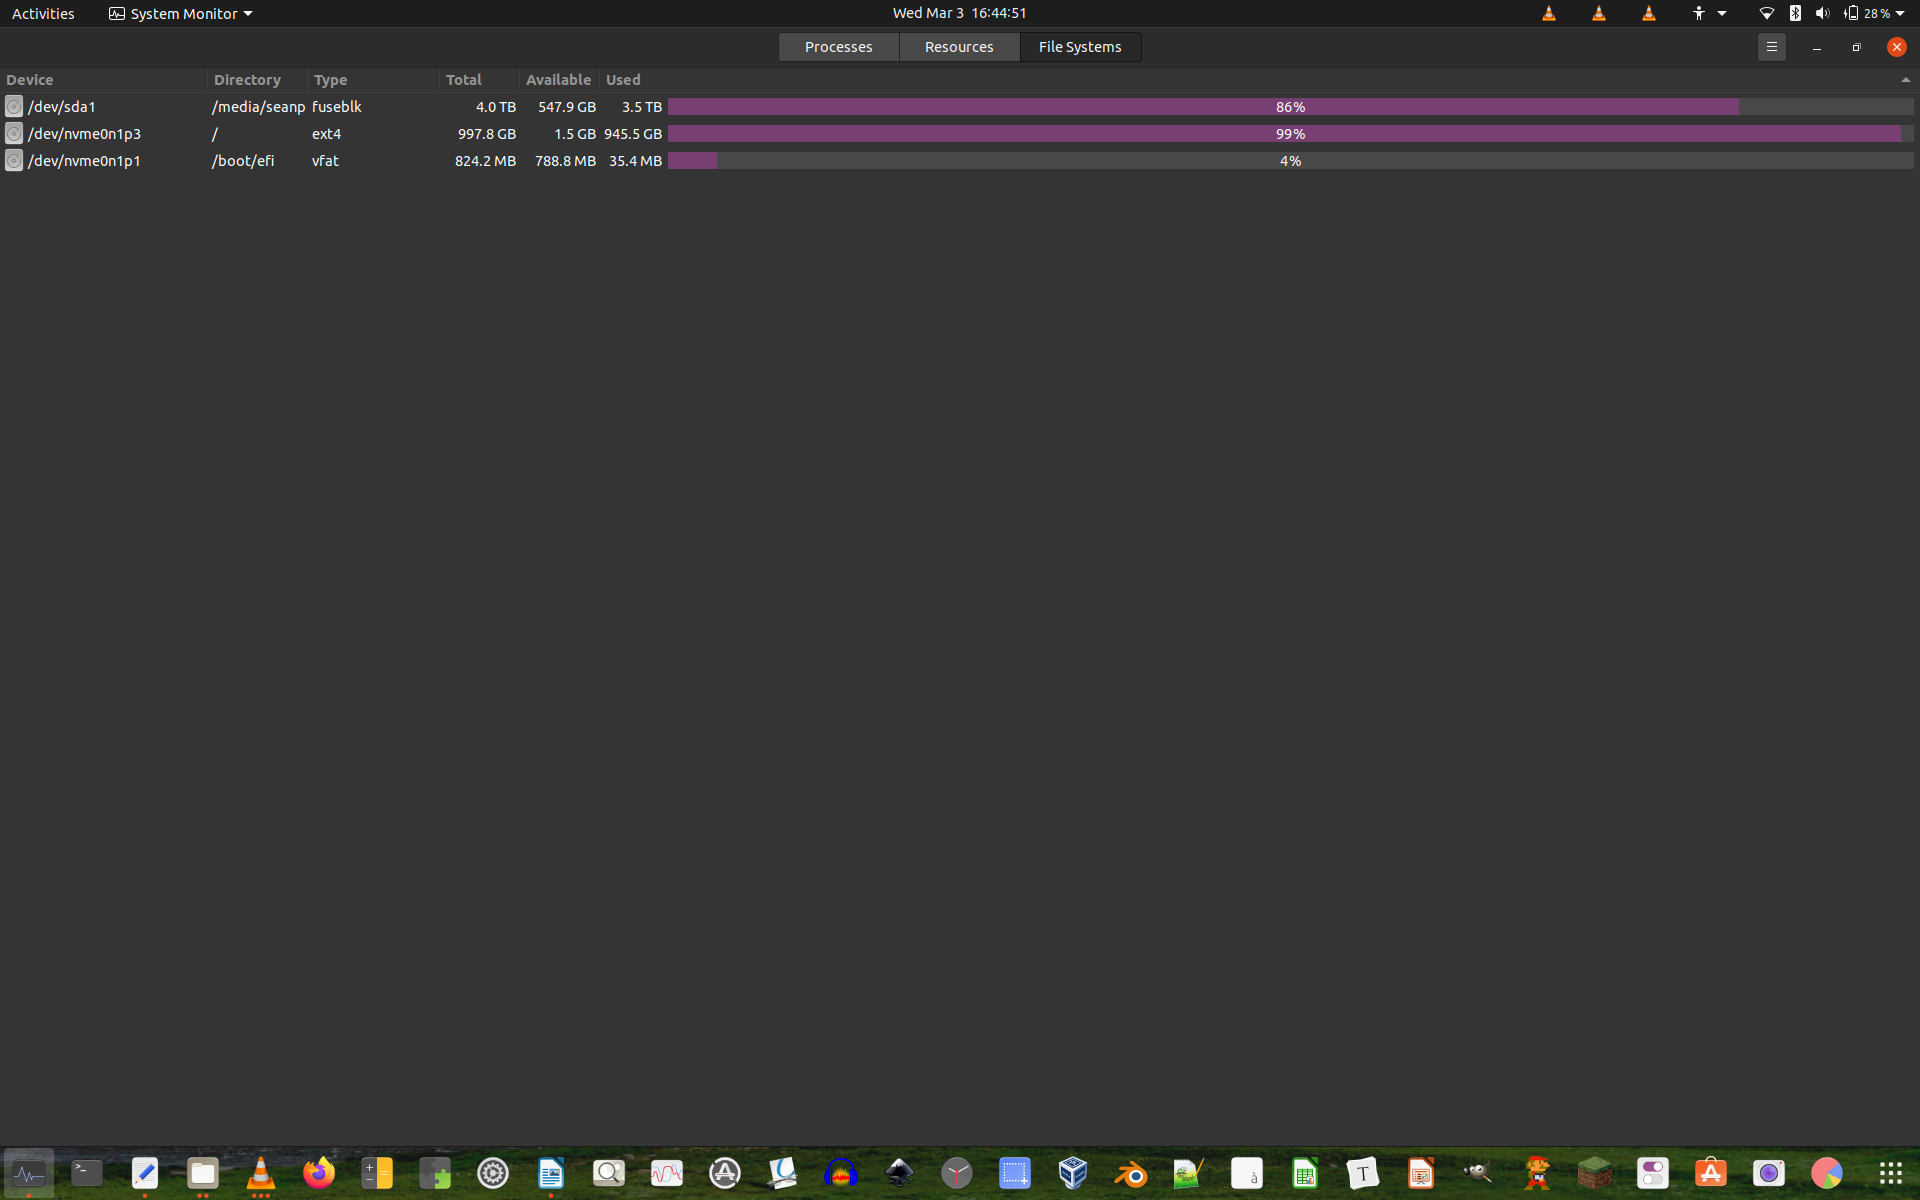 Activities System Monitor Wed Mar 3 16:44:51 28 %
Processes Resources File Systems
Device Directory Type Total Available Used
/dev/sda1 /media/seanp fuseblk 4.0 TB 547.9 GB 3.5 TB 86%
/dev/nvme0n1p3 / ext4 997.8 GB 1.5 GB 945.5 GB 99%
/dev/nvme0n1p1 /boot/efi vfat 824.2 MB 788.8 MB 35.4 MB 4%